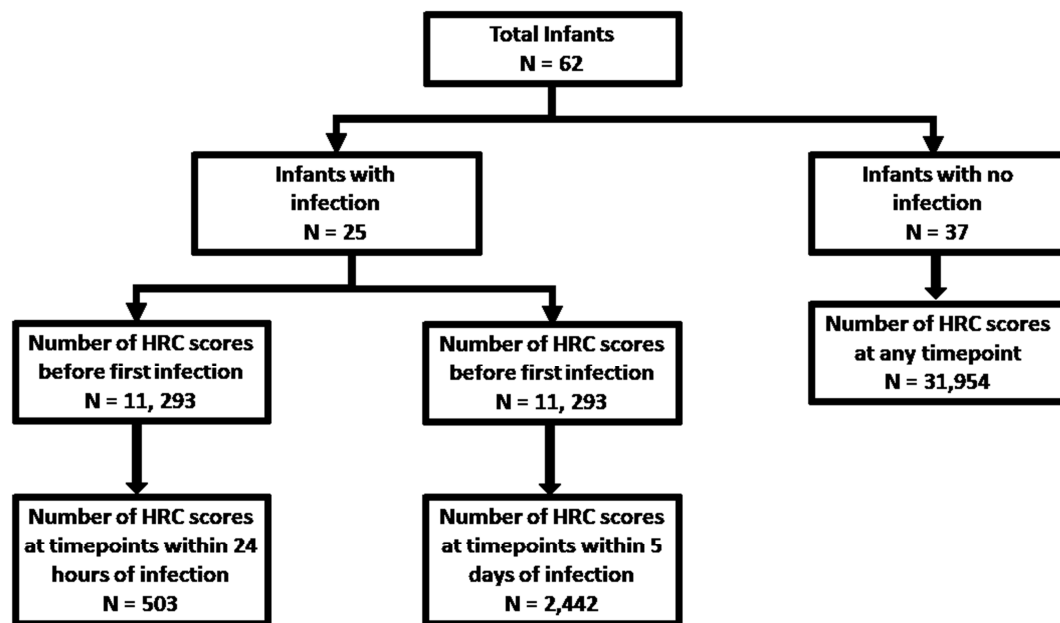 Total Infants
N = 62
Infants with
infection
N = 25
Infants with no
infection
N = 37
Number of HRC scores
before first infection
N = 11, 293
Number of HRC scores
before first infection
N = 11, 293
Number of HRC scores
at any timepoint
N = 31,954
Number of HRC scores
at timepoints within 24
hours of infection
N = 503
Number of HRC scores
at timepoints within 5
days of infection
N = 2,442